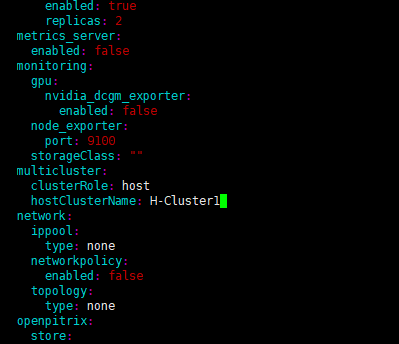 enabled: true
replicas: 2
metrics_server:
enabled: false
monitoring:
gpu:
nvidia_dcgm_exporter:
enabled: false
node_exporter:
port: 9100
storageClass: ""
multicluster:
clusterRole: host
hostClusterName: H-Cluster1
network:
ippool:
type: none
networkpolicy:
enabled: false
topology:
type: none
openpitrix:
store: